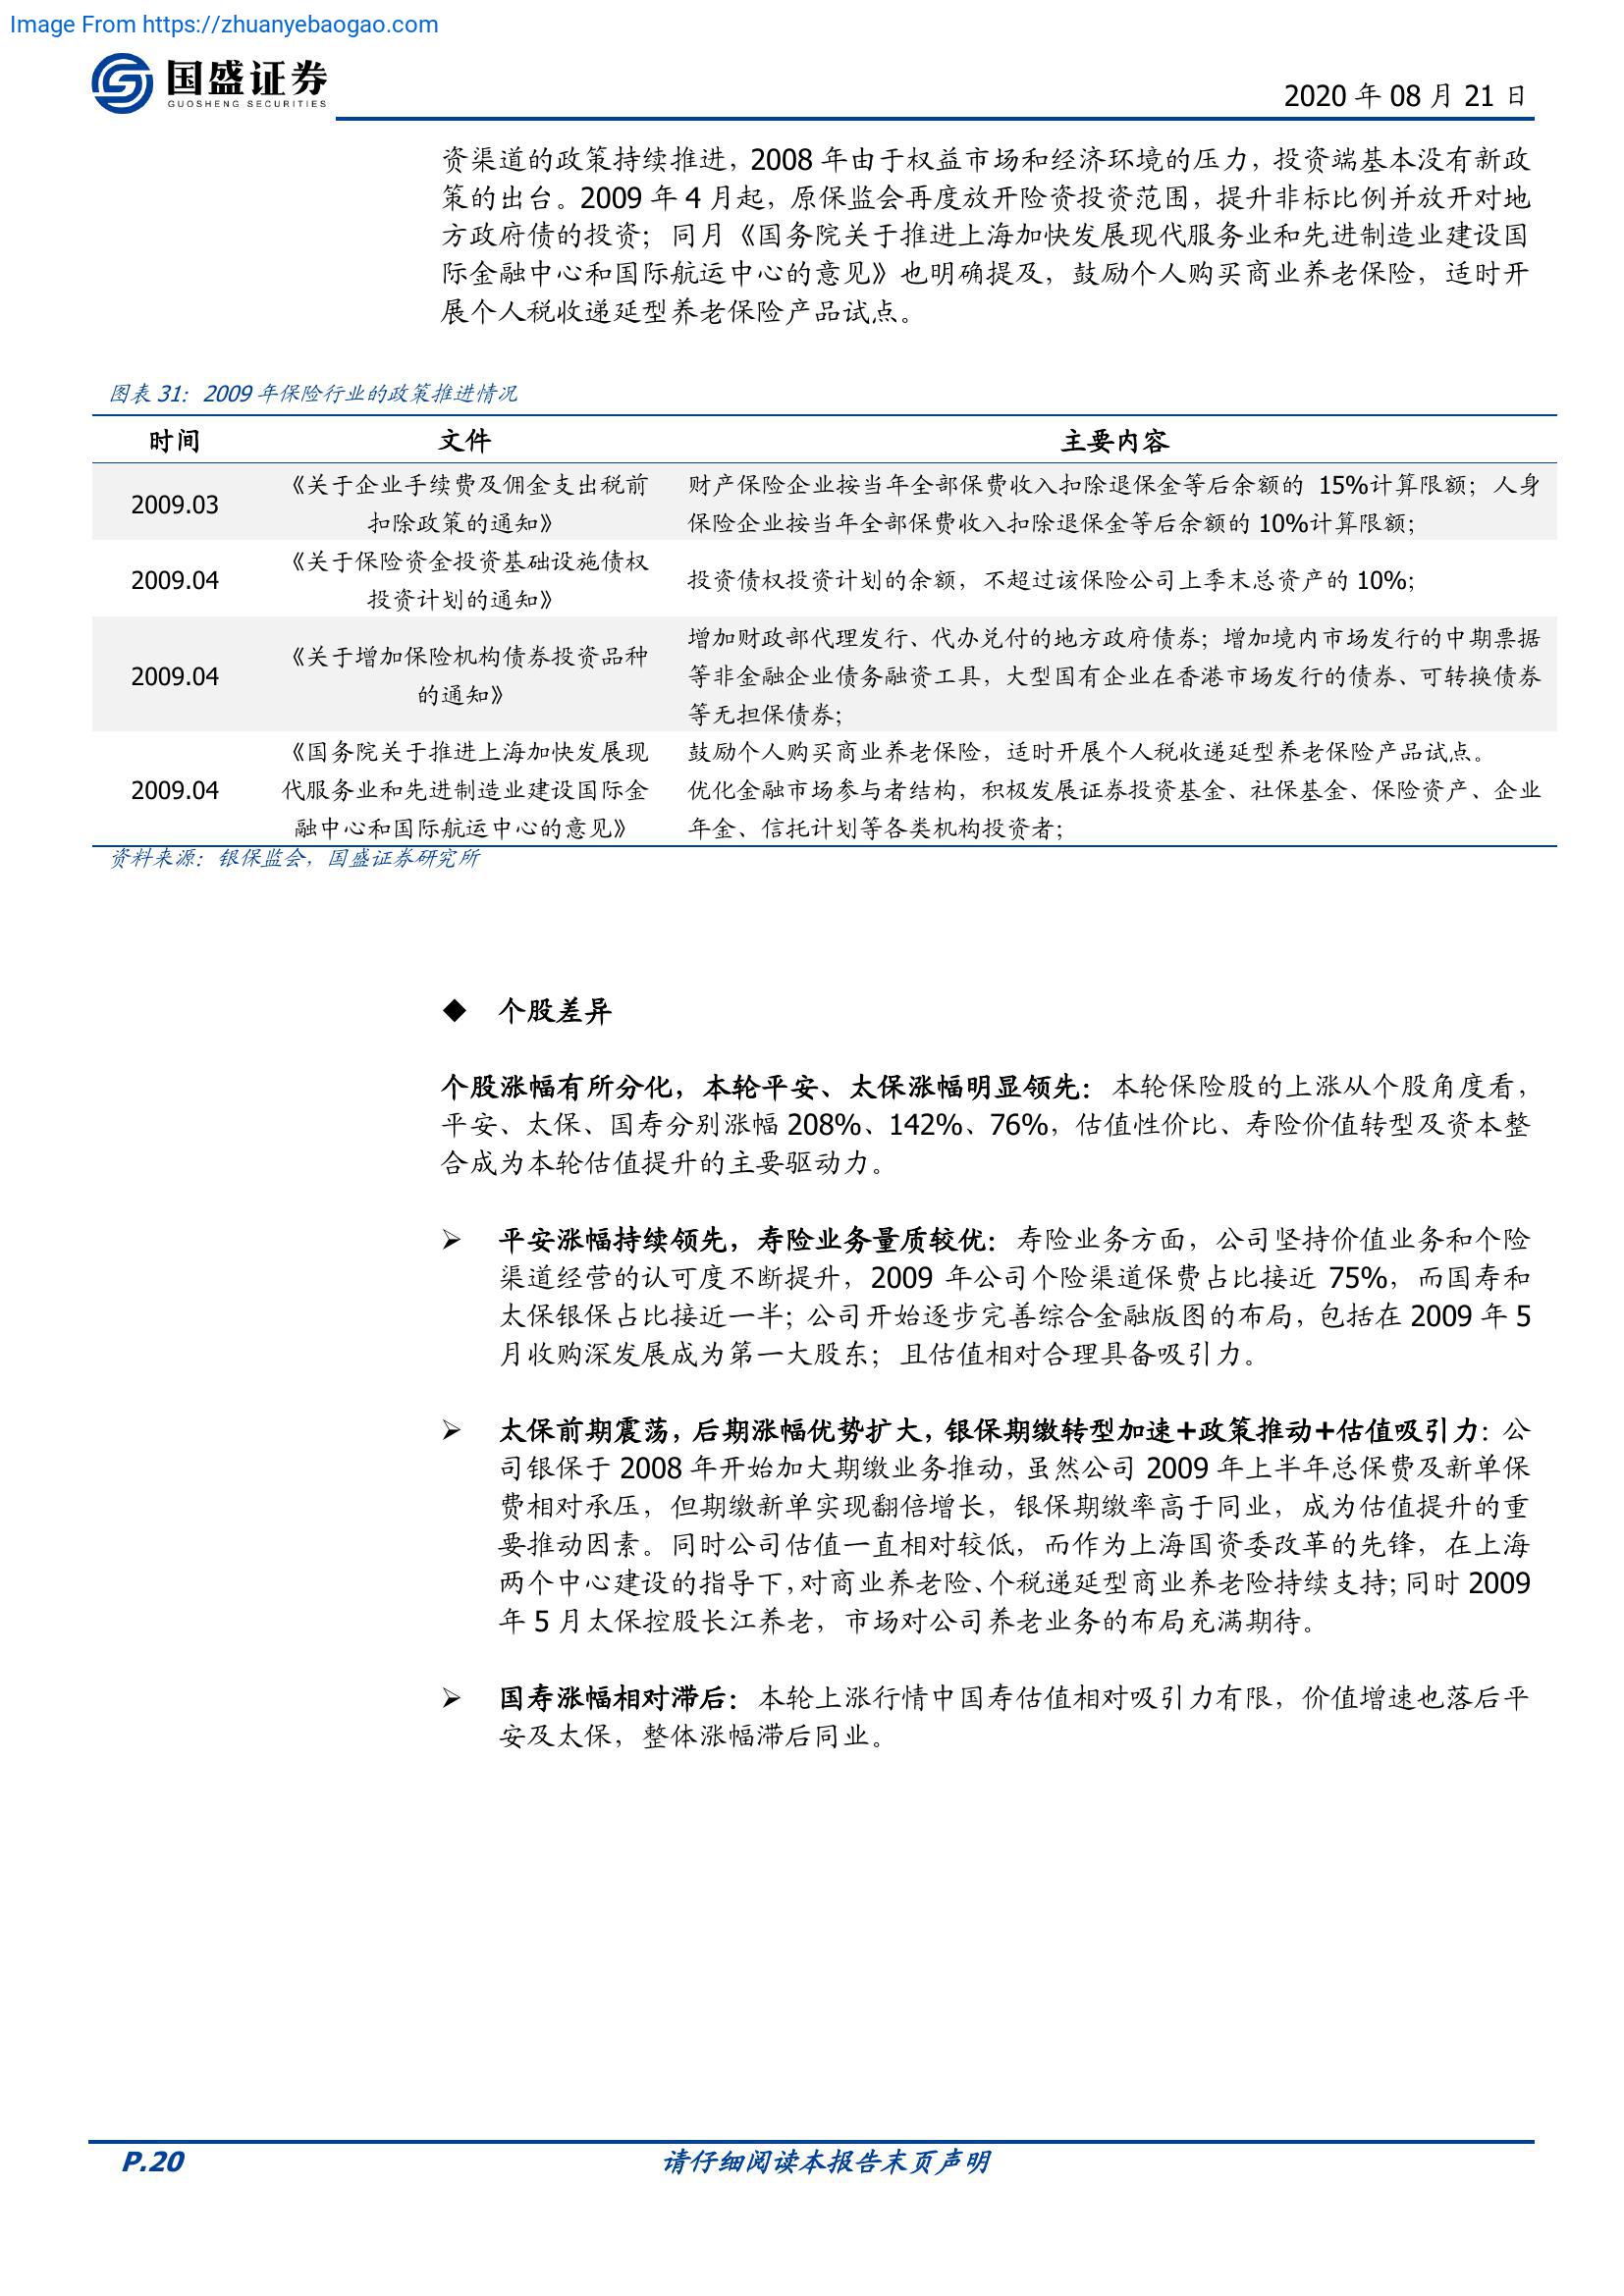 Image From https://zhuanyebaogao.com
国盛证券
GUOSHENG SECURITIES
2020 年 08 月 21 日
资渠道的政策持续推进，2008 年由于权益市场和经济环境的压力，投资端基本没有新政
策的出台。2009 年 4 月起，原保监会再度放开险资投资范围，提升非标比例并放开对地
方政府债的投资；同月《国务院关于推进上海加快发展现代服务业和先进制造业建设国
际金融中心和国际航运中心的意见》也明确提及，鼓励个人购买商业养老保险，适时开
展个人税收递延型养老保险产品试点。
图表 31：2009 年保险行业的政策推进情况
时间 文件 主要内容
2009.03
《关于企业手续费及佣金支出税前
扣除政策的通知》
财产保险企业按当年全部保费收入扣除退保金等后余额的 15%计算限额；人身
保险企业按当年全部保费收入扣除退保金等后余额的 10%计算限额；
2009.04
《关于保险资金投资基础设施债权
投资计划的通知》
投资债权投资计划的余额，不超过该保险公司上季末总资产的 10%；
2009.04
《关于增加保险机构债券投资品种
的通知》
增加财政部代理发行、代办兑付的地方政府债券；增加境内市场发行的中期票据
等非金融企业债务融资工具，大型国有企业在香港市场发行的债券、可转换债券
等无担保债券；
2009.04
《国务院关于推进上海加快发展现
代服务业和先进制造业建设国际金
融中心和国际航运中心的意见》
鼓励个人购买商业养老保险，适时开展个人税收递延型养老保险产品试点。
优化金融市场参与者结构，积极发展证券投资基金、社保基金、保险资产、企业
年金、信托计划等各类机构投资者；
资料来源：银保监会，国盛证券研究所
◆ 个股差异
个股涨幅有所分化，本轮平安、太保涨幅明显领先：本轮保险股的上涨从个股角度看，
平安、太保、国寿分别涨幅 208%、142%、76%，估值性价比、寿险价值转型及资本整
合成为本轮估值提升的主要驱动力。
➢ 平安涨幅持续领先，寿险业务量质较优：寿险业务方面，公司坚持价值业务和个险
渠道经营的认可度不断提升，2009 年公司个险渠道保费占比接近 75%，而国寿和
太保银保占比接近一半；公司开始逐步完善综合金融版图的布局，包括在 2009 年 5
月收购深发展成为第一大股东；且估值相对合理具备吸引力。
➢ 太保前期震荡，后期涨幅优势扩大，银保期缴转型加速+政策推动+估值吸引力：公
司银保于 2008 年开始加大期缴业务推动，虽然公司 2009 年上半年总保费及新单保
费相对承压，但期缴新单实现翻倍增长，银保期缴率高于同业，成为估值提升的重
要推动因素。同时公司估值一直相对较低，而作为上海国资委改革的先锋，在上海
两个中心建设的指导下，对商业养老险、个税递延型商业养老险持续支持；同时 2009
年 5 月太保控股长江养老，市场对公司养老业务的布局充满期待。
➢ 国寿涨幅相对滞后：本轮上涨行情中国寿估值相对吸引力有限，价值增速也落后平
安及太保，整体涨幅滞后同业。
P.20 请仔细阅读本报告末页声明